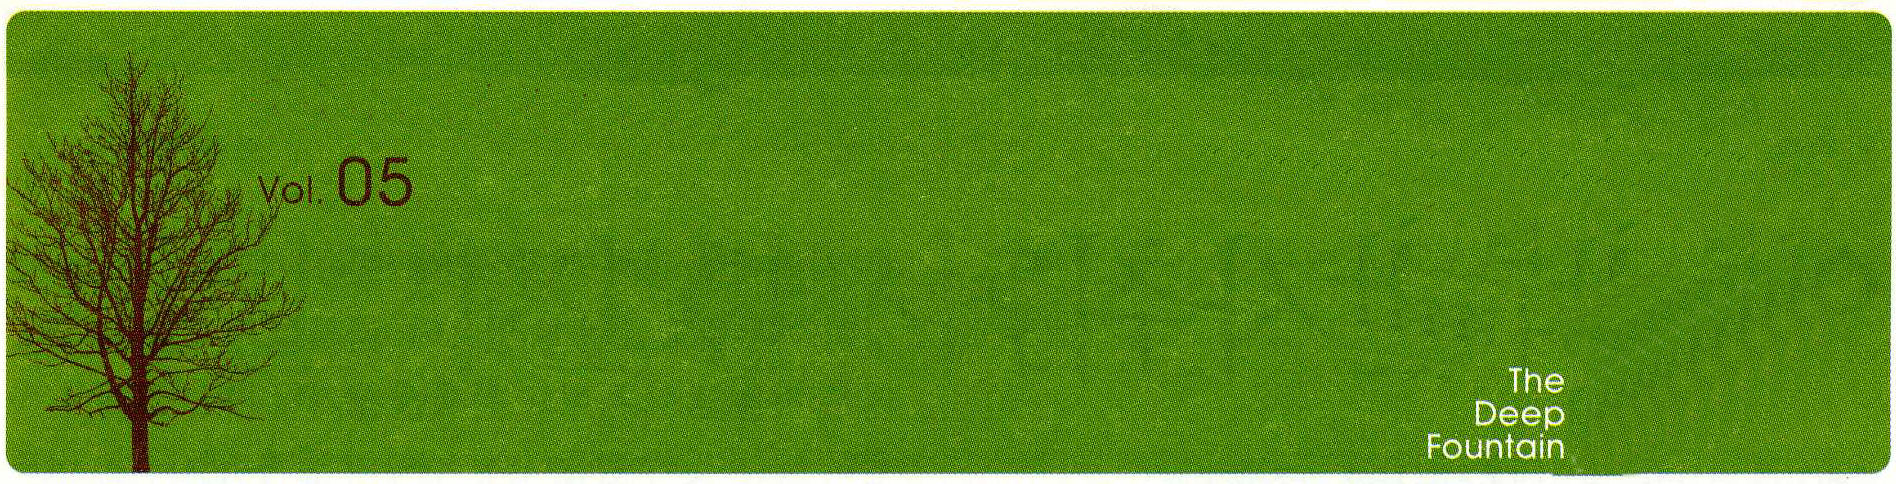 Vol. 05
The
Deep
Fountain